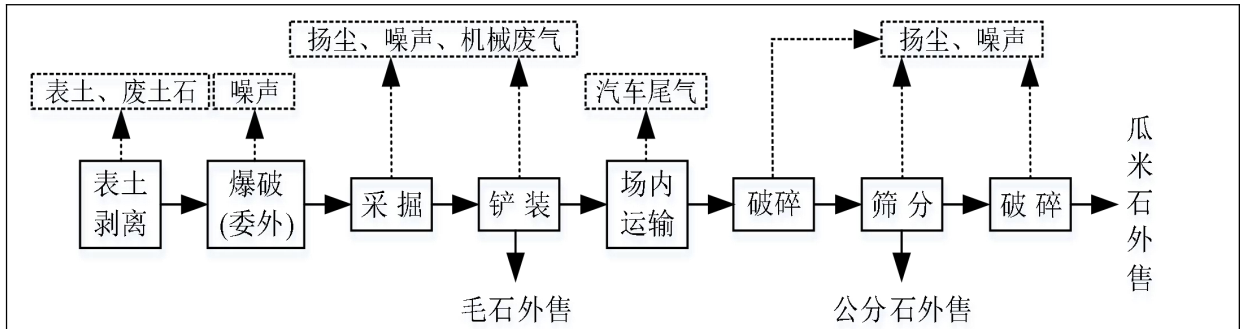 扬尘、噪声、机械废气
扬尘、噪声
表土、废土石
噪声
汽车尾气
表土
剥离
爆破
(委外)
采掘
铲装
场内
运输
破碎
筛分
破碎
瓜米石外售
毛石外售
公分石外售